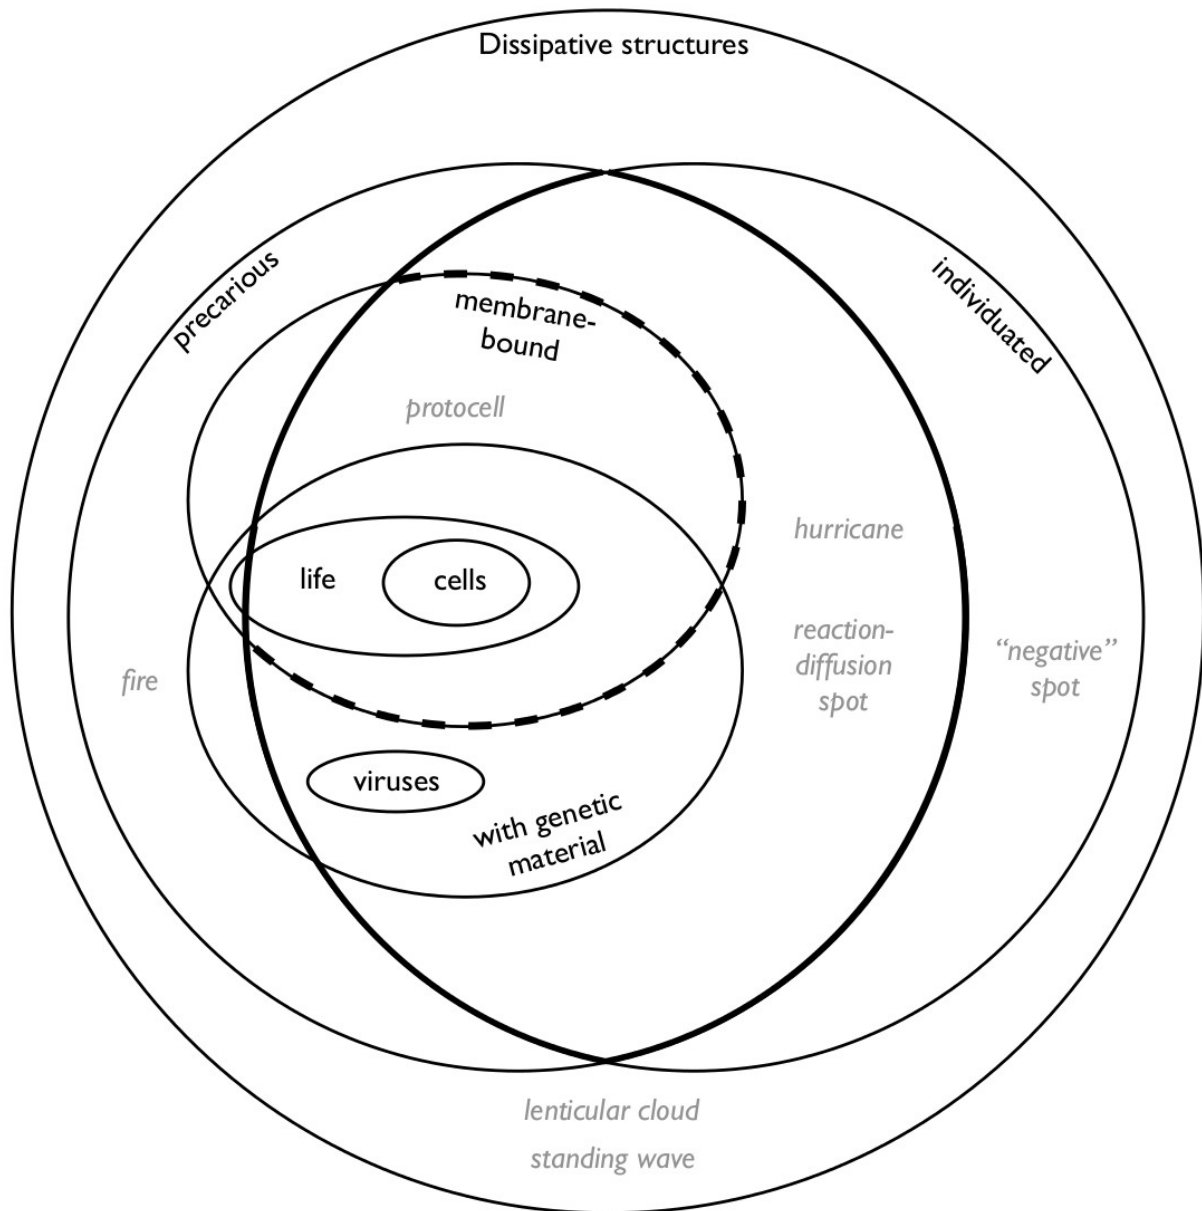 Dissipative structures
precarious
individuated
membrane-
bound
protocell
hurricane
life
cells
reaction-
diffusion
spot
"negative"
spot
fire
viruses
with genetic
material
lenticular cloud
standing wave